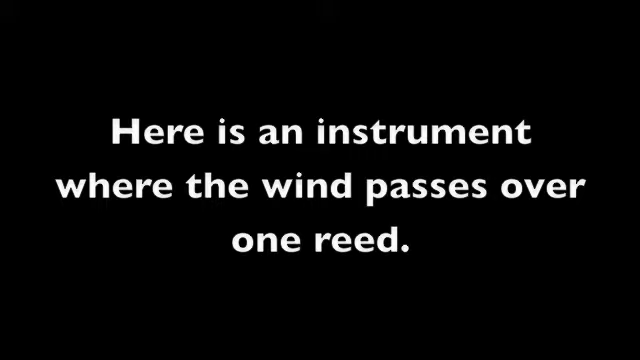 Here is an instrument
where the wind passes over
one reed.